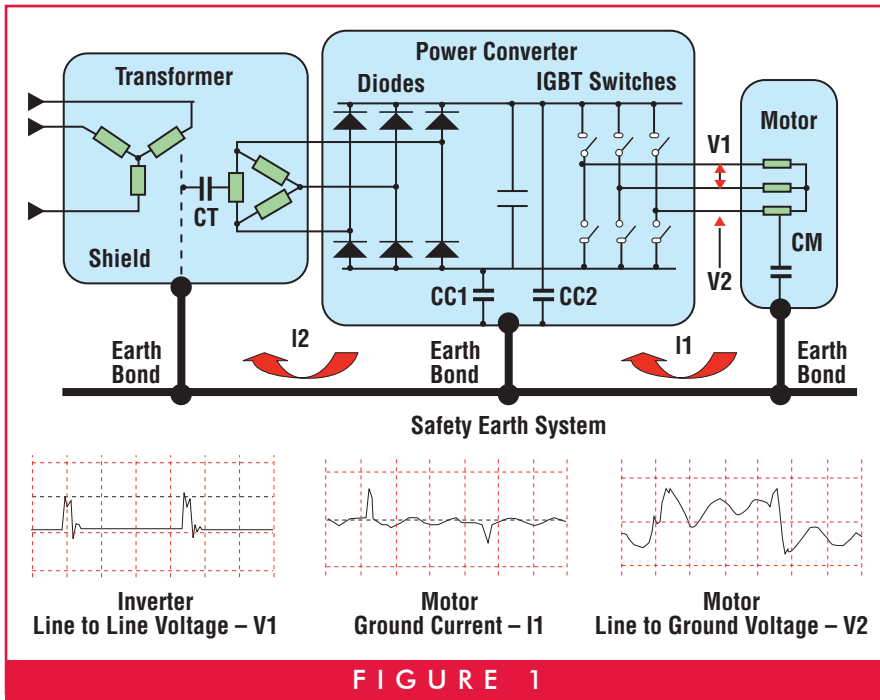 Power Converter
Transformer
Diodes
IGBT Switches
Motor
V1
CT
Shield
CM
V2
CC1
CC2
Earth
Bond
I2
Earth
Bond
I1
Earth
Bond
Safety Earth System
Inverter
Line to Line Voltage – V1
Motor
Ground Current – I1
Motor
Line to Ground Voltage – V2
FIGURE 1